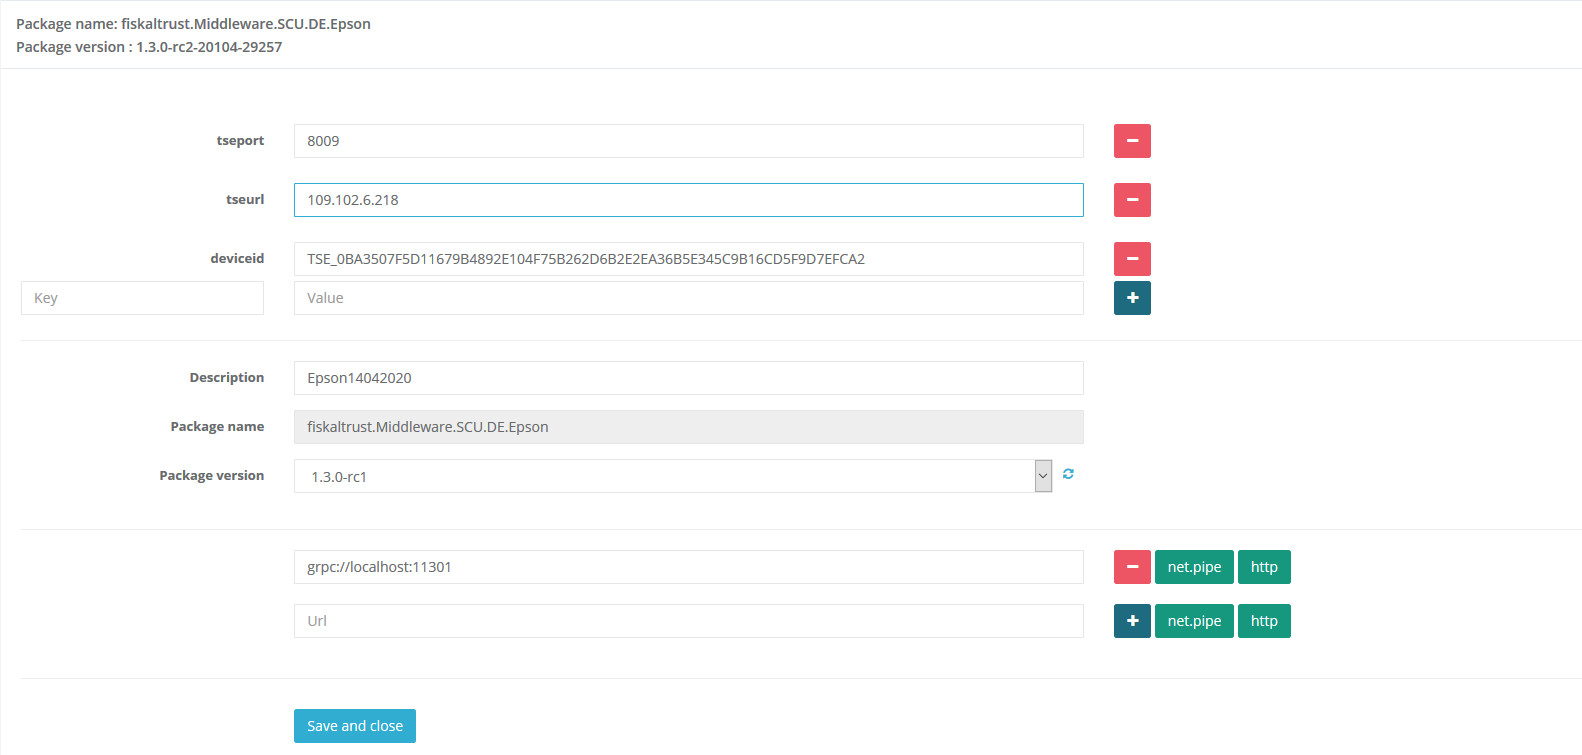 Package name: fiskaltrust.Middleware.SCU.DE.Epson
Package version : 1.3.0-rc2-20104-29257
tseport 8009
tseurl 109.102.6.218
deviceid TSE_0BA3507F5D11679B4892E104F75B262D6B2E2EA36B5E345C9B16CD5F9D7EFCA2
Key Value
Description Epson14042020
Package name fiskaltrust.Middleware.SCU.DE.Epson
Package version 1.3.0-rc1
grpc://localhost:11301 net.pipe http
Url net.pipe http
Save and close